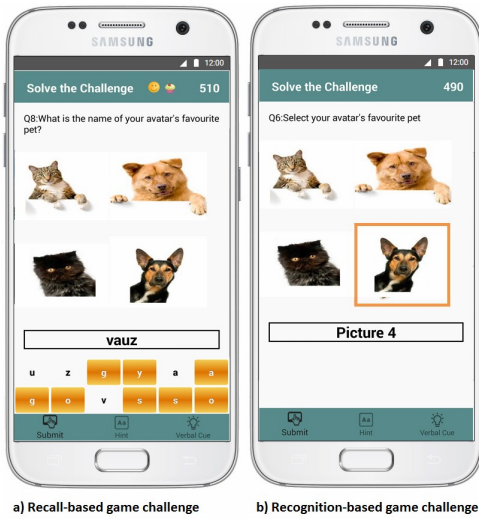 SAMSUNG
12:00
Solve the Challenge 510
Q8:What is the name of your avatar's favourite
pet?
vauz
u z g y a a
g o v s s o
Aa
Submit Hint Verbal Cue
a) Recall-based game challenge
SAMSUNG
12:00
Solve the Challenge 490
Q6:Select your avatar's favourite pet
Picture 4
Aa
Submit Hint Verbal Cue
b) Recognition-based game challenge